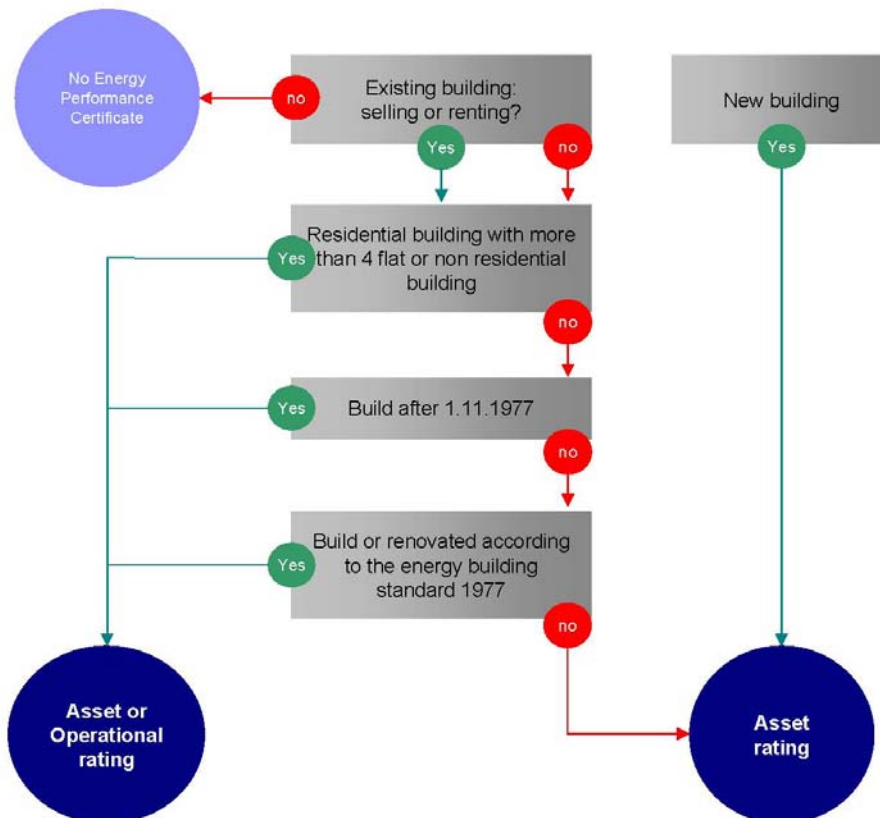 No Energy
Performance
Certificate
no
Existing building:
selling or renting?
Yes
no
New building
Yes
Yes
Residential building with more
than 4 flat or non residential
building
no
Yes
Build after 1.11.1977
no
Yes
Build or renovated according
to the energy building
standard 1977
no
Asset or
Operational
rating
Asset
rating